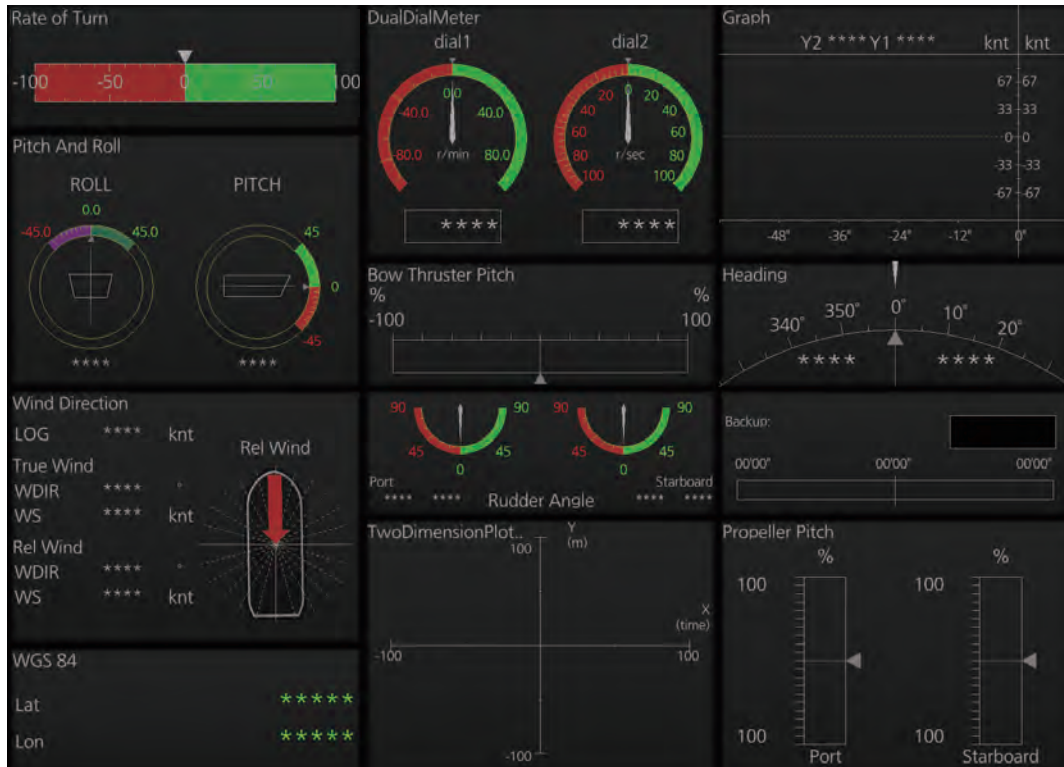 Rate of Turn
-100 -50 0 50 100
Pitch And Roll
ROLL PITCH
0.0
-45.0 45.0
45
0
-45
**** ****
Wind Direction
LOG **** knt
True Wind
WDIR **** °
WS **** knt
Rel Wind
WDIR **** °
WS **** knt
Rel Wind
WGS 84
Lat *****
Lon *****
DualDialMeter
dial1 dial2
0.0
-40.0 40.0
-80.0 80.0
r/min
0
20 20
40 40
60 60
80 80
100 100
r/sec
**** ****
Bow Thruster Pitch
% %
-100 100
90 90 90 90
45 45 45 45
0 0
Port Starboard
**** **** Rudder Angle **** ****
TwoDimensionPlot..
Y
(m)
100
X
(time)
-100 100
-100
Graph
Y2 **** Y1 **** knt knt
67 67
33 33
0 0
-33 -33
-67 -67
-48° -36° -24° -12° 0°
Heading
340° 350° 0° 10° 20°
**** ****
Backup:
00'00° 00'00° 00'00°
Propeller Pitch
% %
100 100
100 100
Port Starboard